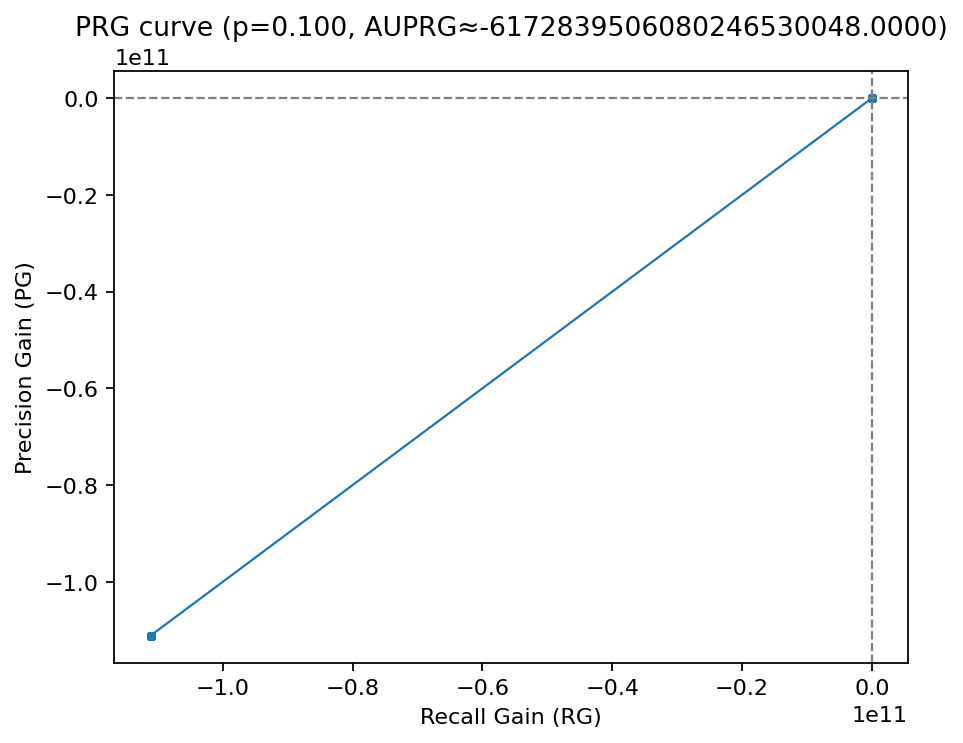 PRG curve (p=0.100, AUPRG≈-6172839506080246530048.0000)
1e11
0.0
−0.2
−0.4
−0.6
−0.8
−1.0
Precision Gain (PG)
−1.0 −0.8 −0.6 −0.4 −0.2 0.0
1e11
Recall Gain (RG)